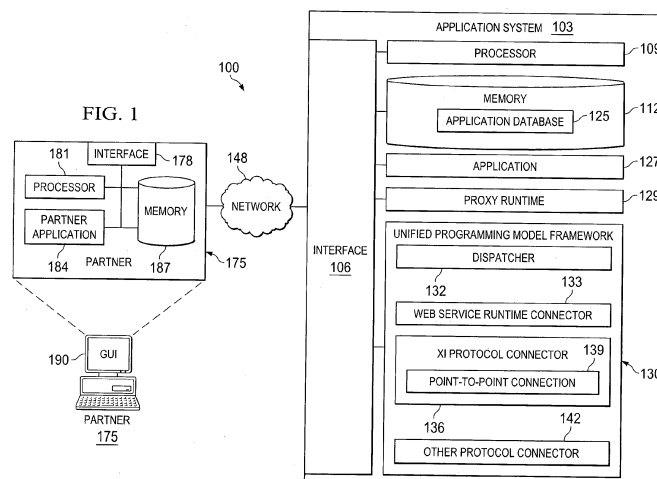 APPLICATION SYSTEM 103
PROCESSOR
109
100
MEMORY
APPLICATION DATABASE
125
112
FIG. 1
181
INTERFACE
178
148
APPLICATION
127
PROCESSOR
MEMORY
NETWORK
PROXY RUNTIME
129
PARTNER
APPLICATION
184
187
PARTNER
175
INTERFACE
106
UNIFIED PROGRAMMING MODEL FRAMEWORK
DISPATCHER
132
133
WEB SERVICE RUNTIME CONNECTOR
XI PROTOCOL CONNECTOR
139
POINT-TO-POINT CONNECTION
130
136
142
OTHER PROTOCOL CONNECTOR
190
GUI
PARTNER
175